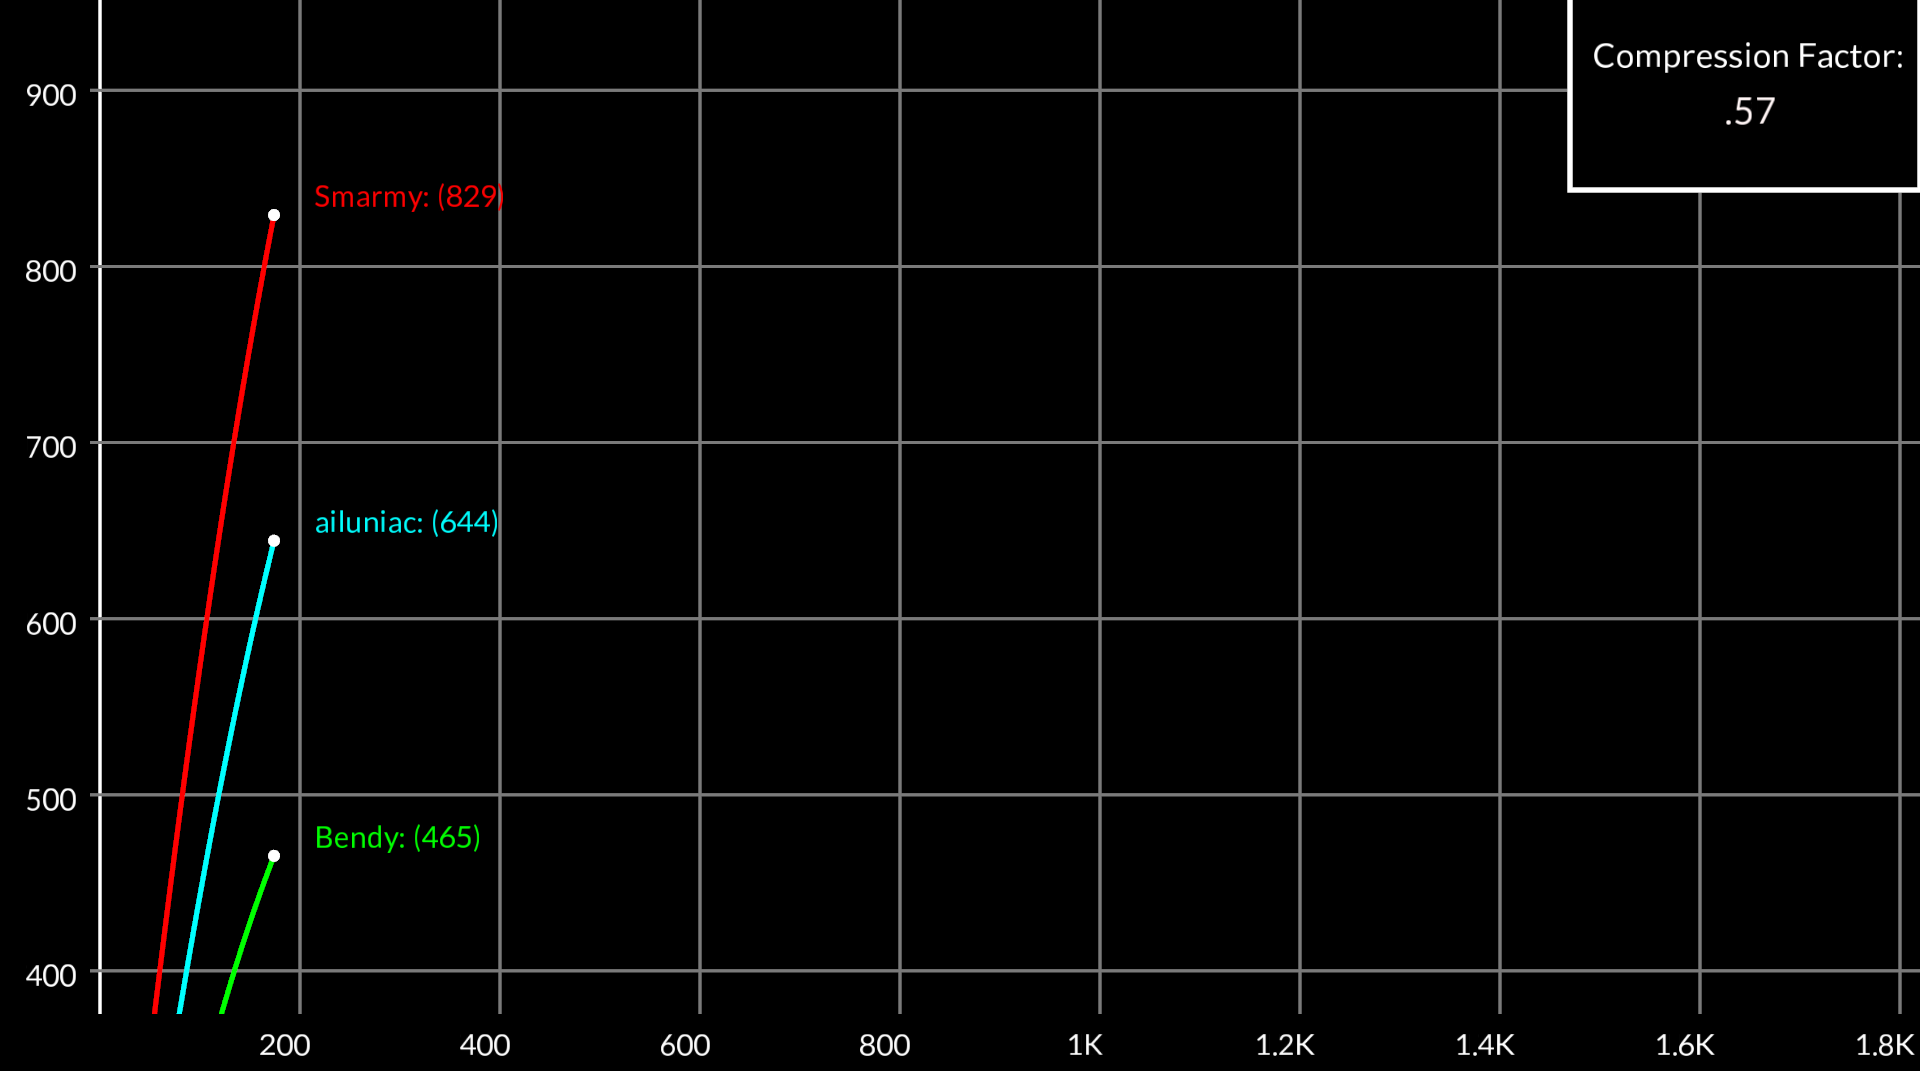 Compression Factor:
.57
900
Smarmy: (829)
800
700
ailuniac: (644)
600
500
Bendy: (465)
400
200 400 600 800 1K 1.2K 1.4K 1.6K 1.8K